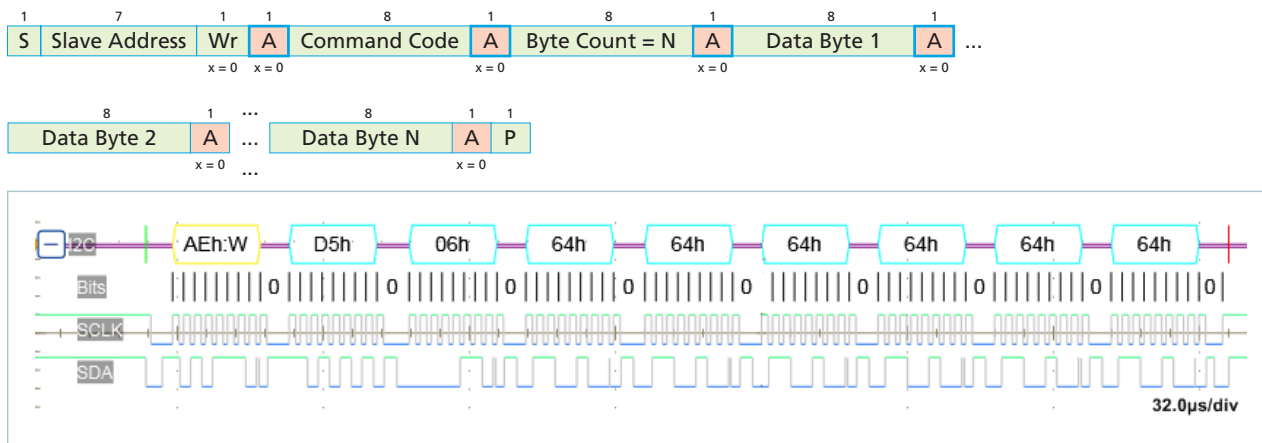 1 7 1 1 8 1 8 1 8 1
S Slave Address Wr A Command Code A Byte Count = N A Data Byte 1 A ...
x = 0 x = 0 x = 0 x = 0 x = 0
8 1 ... 8 1 1
Data Byte 2 A ... Data Byte N A P
x = 0 ... x = 0
I2C AEh:W D5h 06h 64h 64h 64h 64h 64h 64h
Bits 0 0 0 0 0 0 0 0 0
SCLK
SDA
32.0µs/div